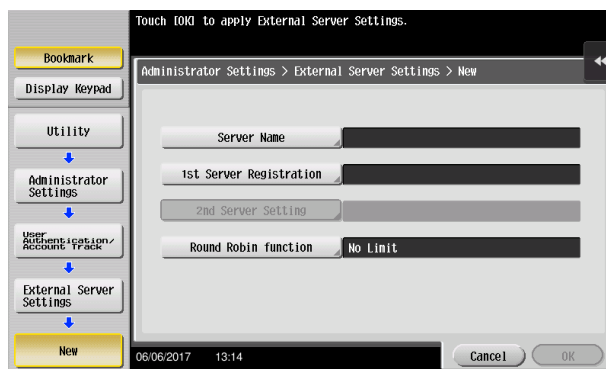 Touch [OK] to apply External Server Settings.
Bookmark
Display Keypad
Administrator Settings > External Server Settings > New
Utility
Server Name
Administrator
Settings
1st Server Registration
2nd Server Setting
User
Authentication/
Account Track
Round Robin function
No Limit
External Server
Settings
New
06/06/2017 13:14
Cancel
OK